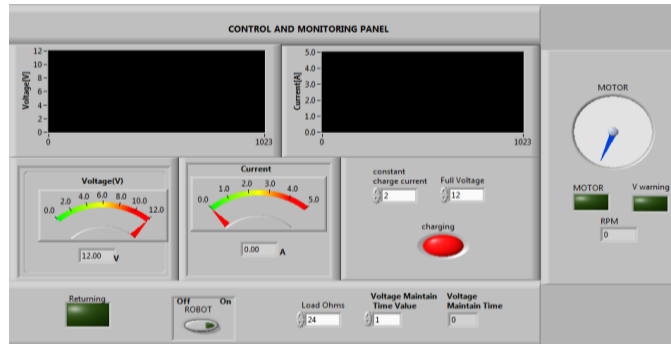 CONTROL AND MONITORING PANEL
Voltage[V]
12
10
8
6
4
2
0
0
1023
Current[A]
5.0
4.0
3.0
2.0
1.0
0.0
0
1023
MOTOR
Voltage(V)
0.0 2.0 4.0 6.0 8.0 10.0 12.0
12.00 V
Current
0.0 1.0 2.0 3.0 4.0 5.0
0.00 A
constant
charge current
2
Full Voltage
12
charging
MOTOR
V warning
RPM
0
Returning
Off On
ROBOT
Load Ohms
24
Voltage Maintain
Time Value
1
Voltage
Maintain Time
0